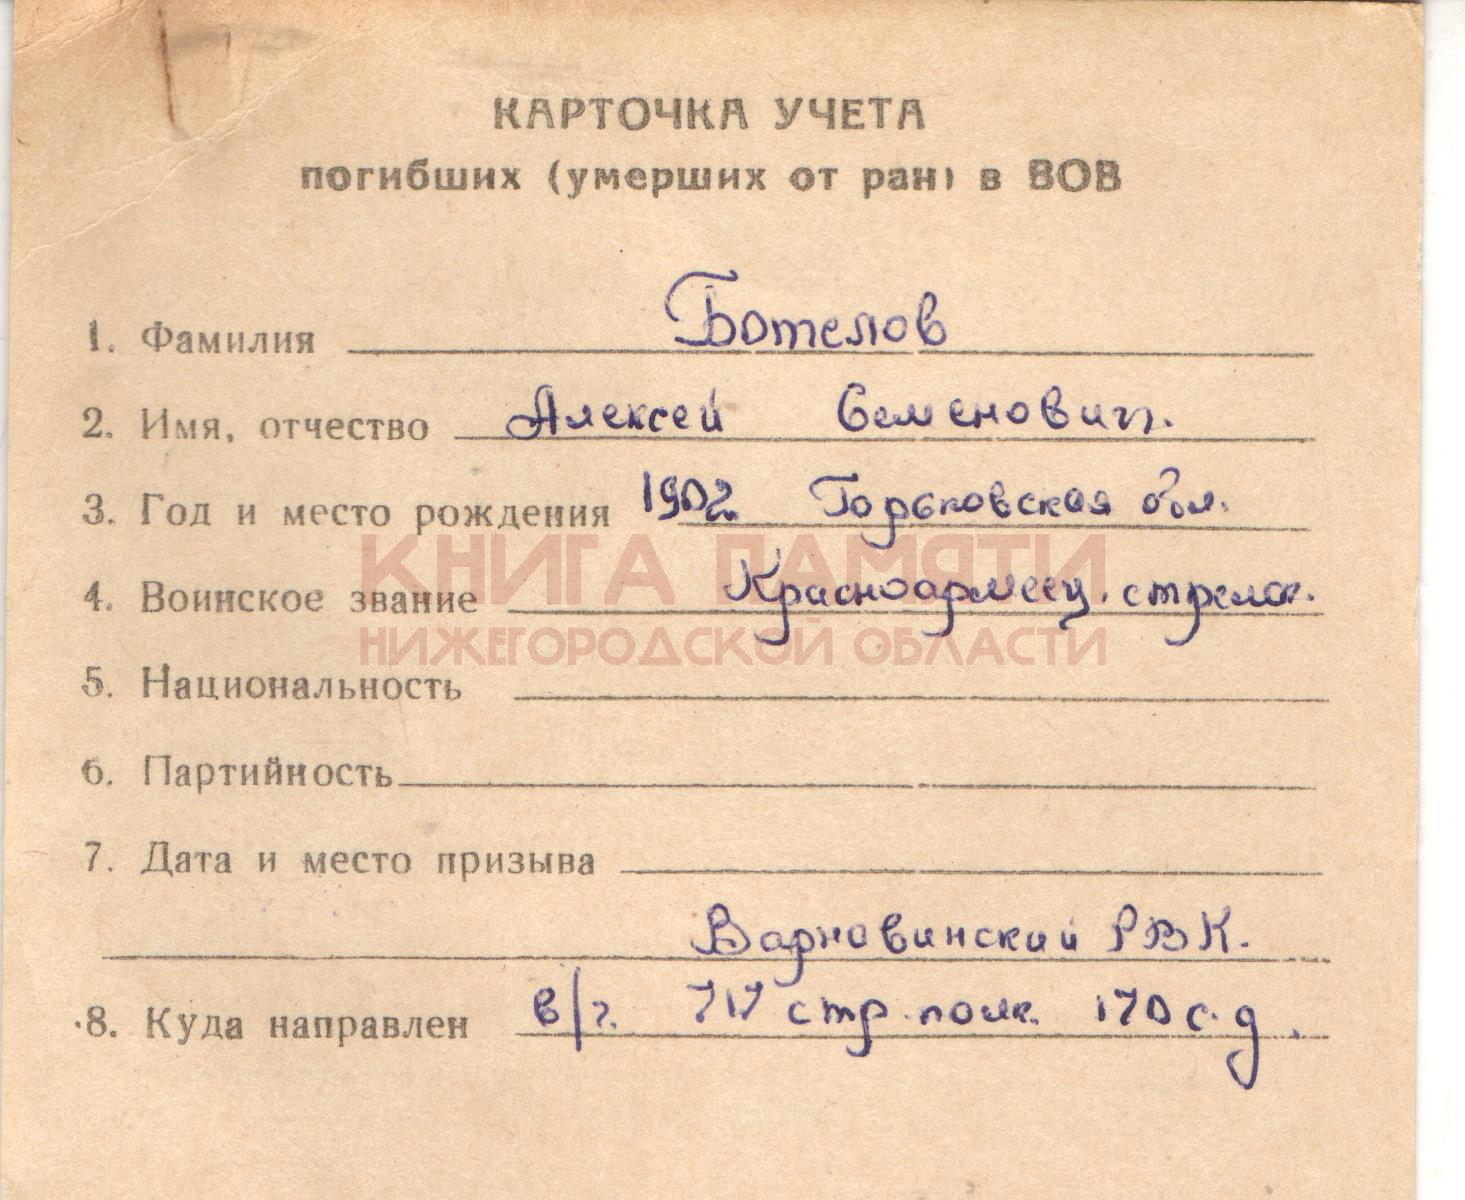 КАРТОЧКА УЧЕТА
погибших (умерших от ран) в ВОВ
1. Фамилия Ботелов
2. Имя, отчество Алексей Семенович.
3. Год и место рождения 1902 Горьковская обл.
КНИГА ПАМЯТИ
4. Воинское звание Красноармеец. стрелок.
НИЖЕГОРОДСКОЙ ОБЛАСТИ
5. Национальность
6. Партийность
7. Дата и место призыва
Варнавинский РВК.
8. Куда направлен в/ч. 717 стр. полк. 170 с. д.